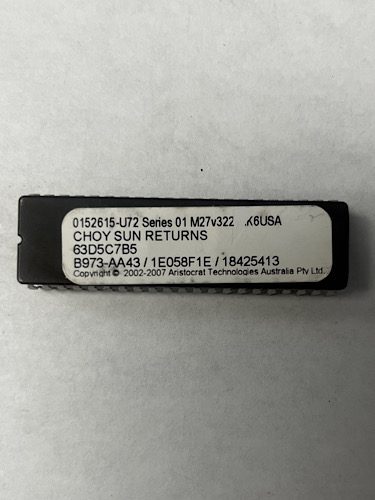 0152615-U72 Series 01 M27v322 .K6USA
CHOY SUN RETURNS
63D5C7B5
B973-AA43 / 1E058F1E / 18425413
Copyright © 2002-2007 Aristocrat Technologies Australia Pty Ltd.